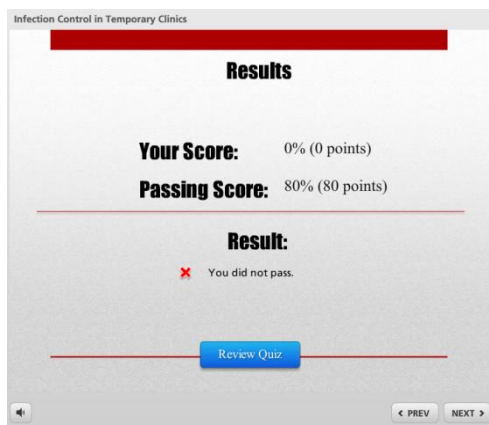 Infection Control in Temporary Clinics
Results
Your Score: 0% (0 points)
Passing Score: 80% (80 points)
Result:
You did not pass.
Review Quiz
PREV NEXT